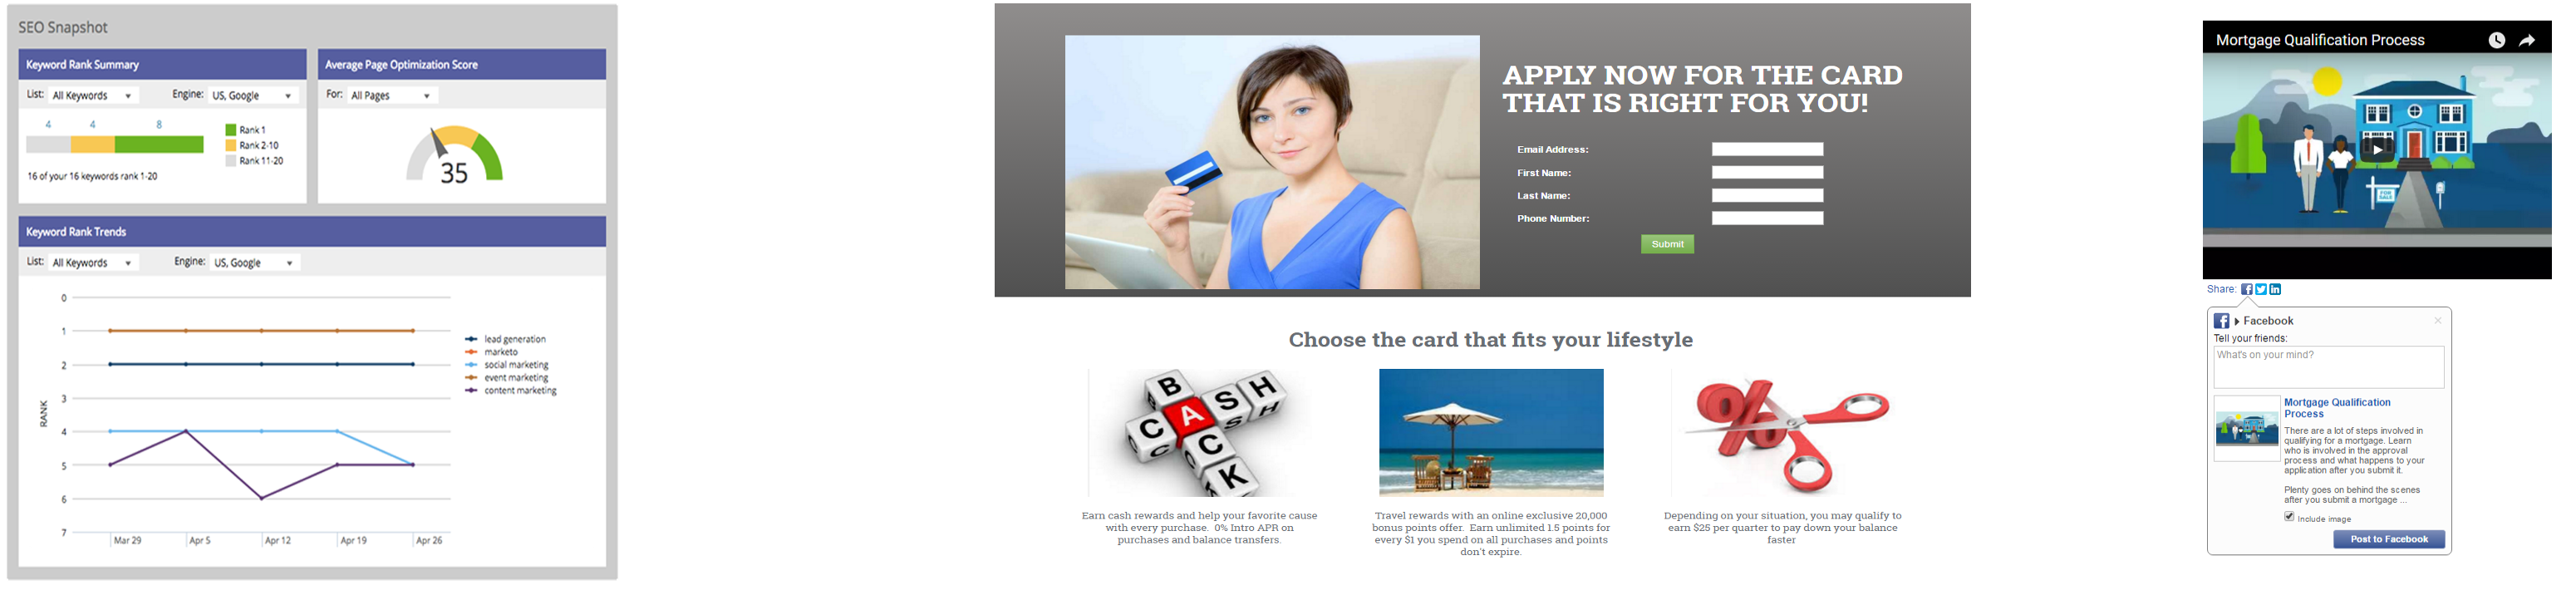 SEO Snapshot
Keyword Rank Summary
List: All Keywords
Engine: US, Google
4 4 8
Rank 1
Rank 2-10
Rank 11-20
16 of your 16 keywords rank 1-20
Average Page Optimization Score
For: All Pages
35
Keyword Rank Trends
List: All Keywords
Engine: US, Google
RANK
0
1
2
3
4
5
6
7
Mar 29 Apr 5 Apr 12 Apr 19 Apr 26
lead generation
marketo
social marketing
event marketing
content marketing
APPLY NOW FOR THE CARD
THAT IS RIGHT FOR YOU!
Email Address:
First Name:
Last Name:
Phone Number:
Submit
Choose the card that fits your lifestyle
B
CASH
C
A
C
K
Earn cash rewards and help your favorite cause
with every purchase. 0% Intro APR on
purchases and balance transfers.
Travel rewards with an online exclusive 20,000
bonus points offer. Earn unlimited 1.5 points for
every $1 you spend on all purchases and points
don't expire.
%
Depending on your situation, you may qualify to
earn $25 per quarter to pay down your balance
faster
Mortgage Qualification Process
FOR
SALE
Share:
Facebook
Tell your friends:
What's on your mind?
Mortgage Qualification
Process
There are a lot of steps involved in
qualifying for a mortgage. Learn
who is involved in the approval
process and what happens to your
application after you submit it.
Plenty goes on behind the scenes
after you submit a mortgage ...
Include image
Post to Facebook